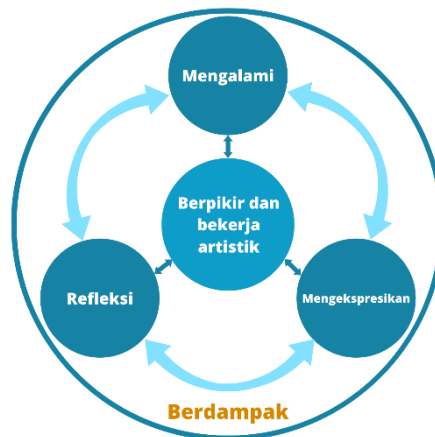 Mengalami
Berpikir dan
bekerja
artistik
Refleksi
Mengekspresikan
Berdampak